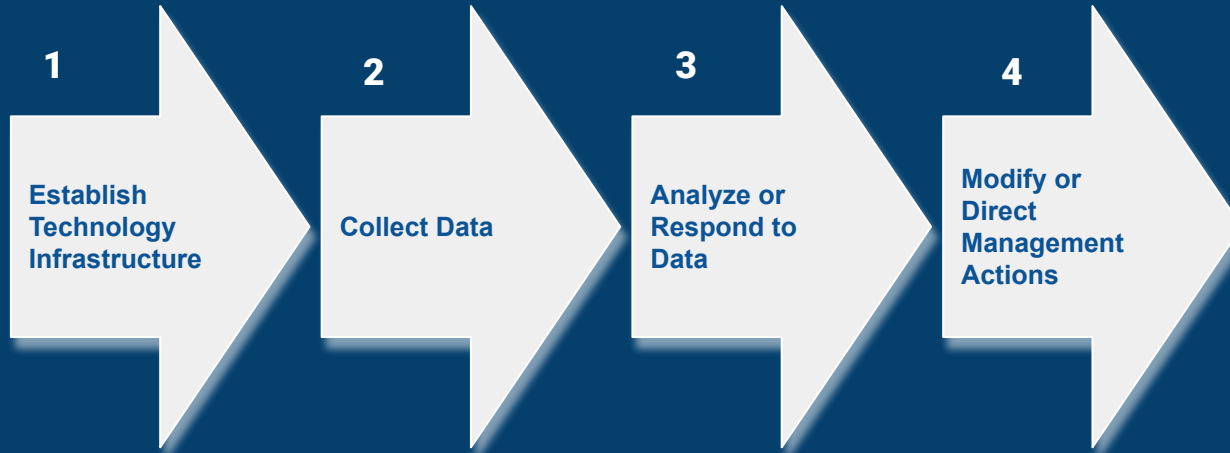 1
Establish
Technology
Infrastructure
2
Collect Data
3
Analyze or
Respond to
Data
4
Modify or
Direct
Management
Actions